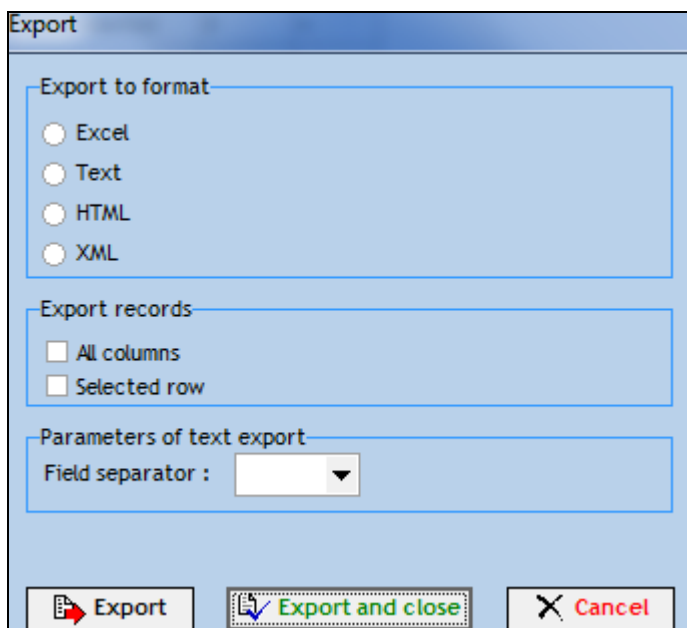 Export
Export to format
Excel
Text
HTML
XML
Export records
All columns
Selected row
Parameters of text export
Field separator :
Export Export and close Cancel